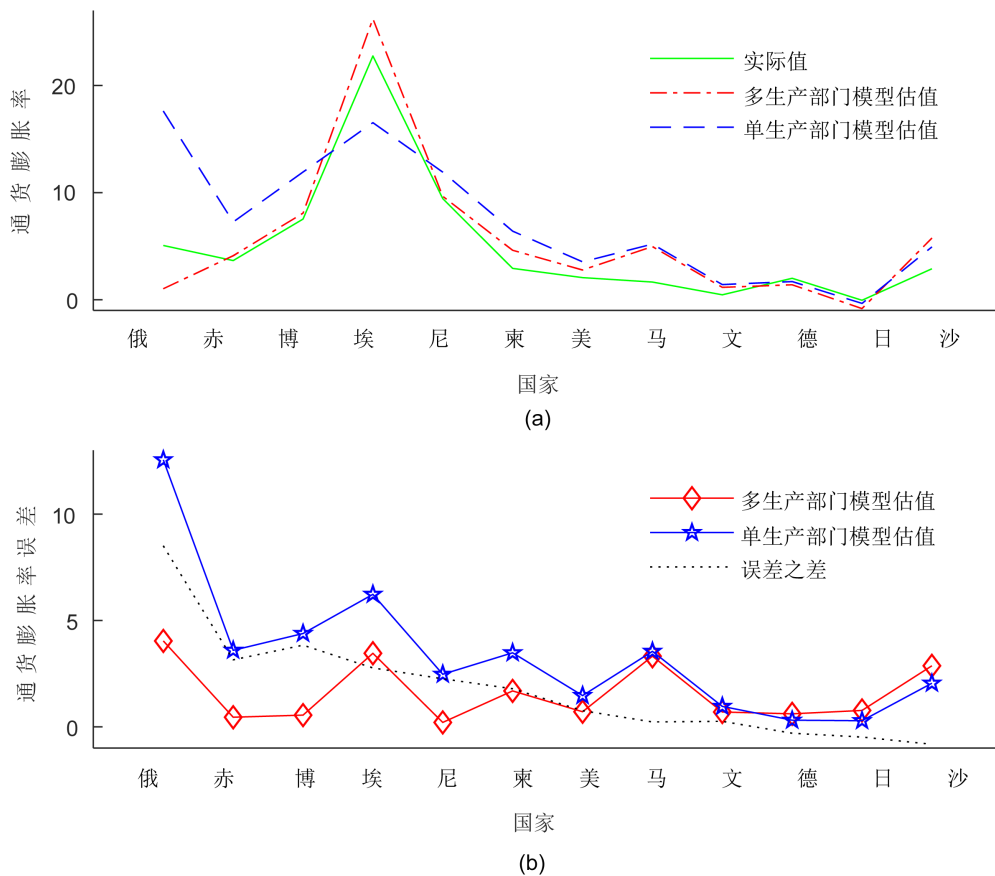 通货膨胀率
20
10
0
实际值
多生产部门模型估值
单生产部门模型估值
俄 赤 博 埃 尼 柬 美 马 文 德 日 沙
国家
(a)
通货膨胀率误差
10
5
0
多生产部门模型估值
单生产部门模型估值
误差之差
俄 赤 博 埃 尼 柬 美 马 文 德 日 沙
国家
(b)